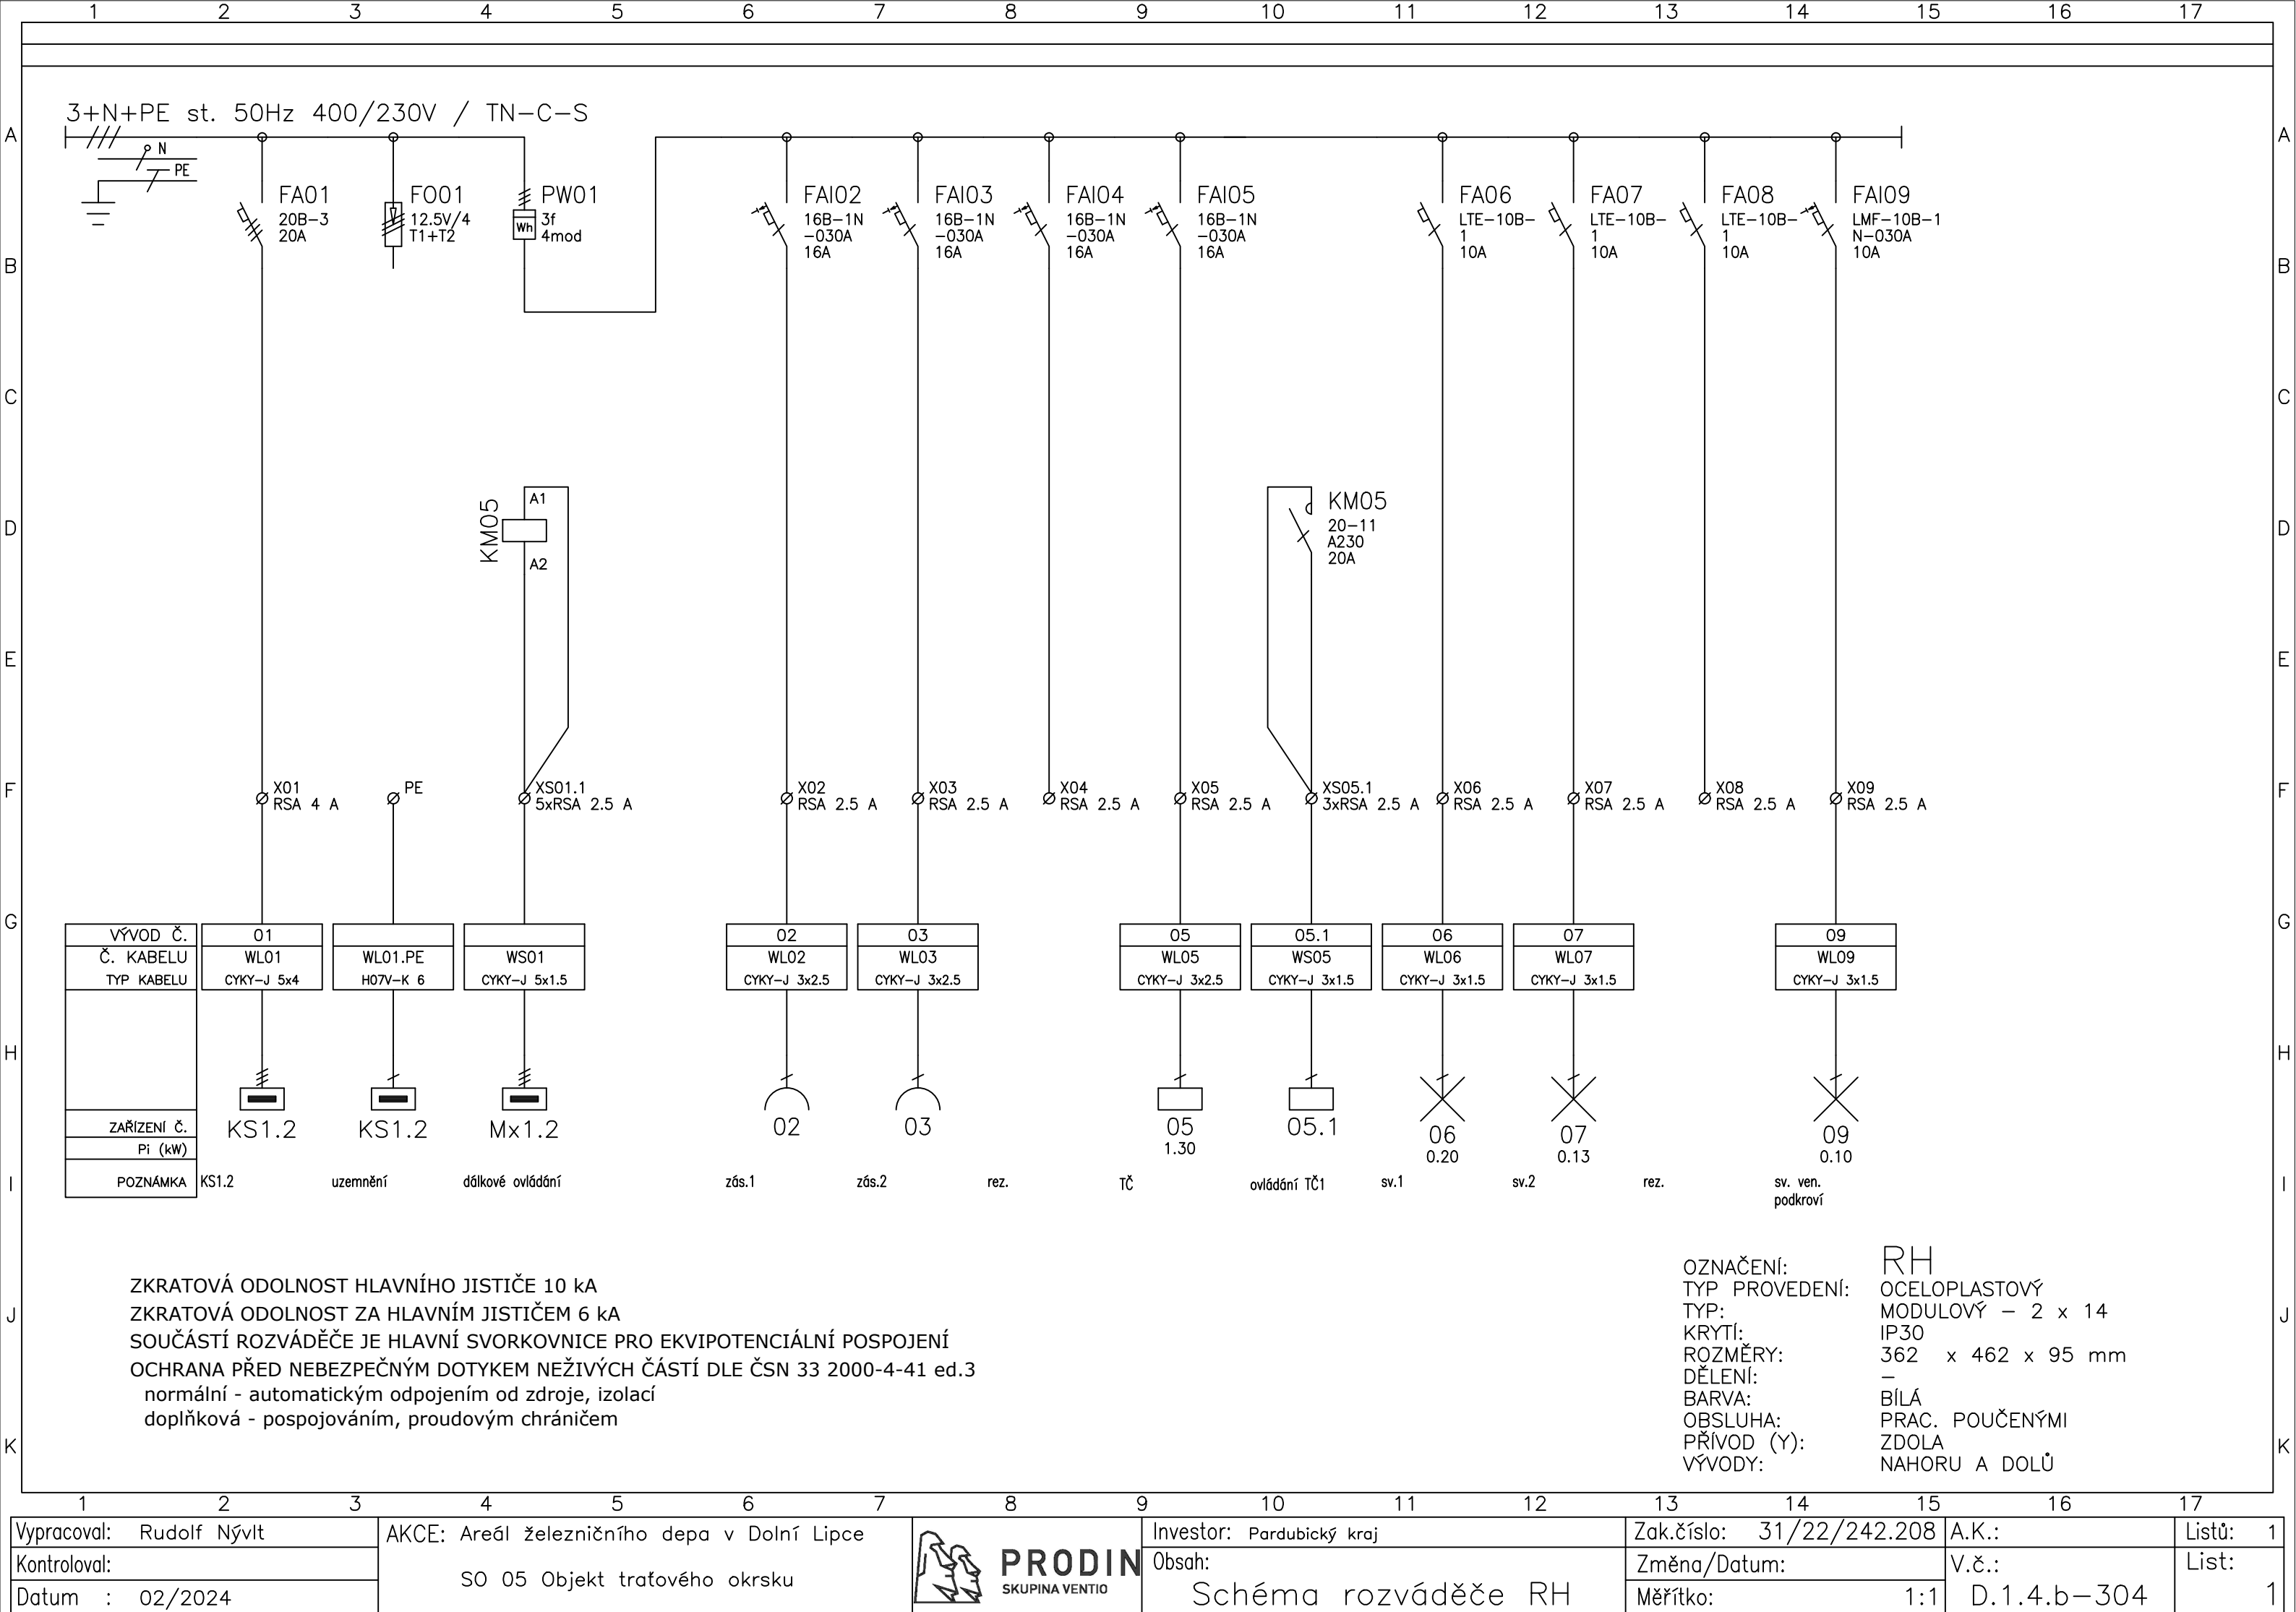 1 2 3 4 5 6 7 8 9 10 11 12 13 14 15 16 17
3+N+PE st. 50Hz 400/230V / TN-C-S
A A
N
PE
FA01
20B-3
20A
FO01
12.5V/4
T1+T2
PW01
3f
4mod
Wh
FAI02
16B-1N
-030A
16A
FAI03
16B-1N
-030A
16A
FAI04
16B-1N
-030A
16A
FAI05
16B-1N
-030A
16A
FA06
LTE-10B-
1
10A
FA07
LTE-10B-
1
10A
FA08
LTE-10B-
1
10A
FAI09
LMF-10B-1
N-030A
10A
B B
C C
KM05
A1
A2
KM05
20-11
A230
20A
D D
E E
F F
X01
RSA 4 A
PE
XS01.1
5xRSA 2.5 A
X02
RSA 2.5 A
X03
RSA 2.5 A
X04
RSA 2.5 A
X05
RSA 2.5 A
XS05.1
3xRSA 2.5 A
X06
RSA 2.5 A
X07
RSA 2.5 A
X08
RSA 2.5 A
X09
RSA 2.5 A
G G
VÝVOD Č. 01 02 03 05 05.1 06 07 09
Č. KABELU WL01 WL01.PE WS01 WL02 WL03 WL05 WS05 WL06 WL07 WL09
TYP KABELU CYKY-J 5x4 H07V-K 6 CYKY-J 5x1.5 CYKY-J 3x2.5 CYKY-J 3x2.5 CYKY-J 3x2.5 CYKY-J 3x1.5 CYKY-J 3x1.5 CYKY-J 3x1.5 CYKY-J 3x1.5
H H
ZAŘÍZENÍ Č. KS1.2 KS1.2 Mx1.2 02 03 05 05.1 06 07 09
Pi (kW) 1.30 0.20 0.13 0.10
I I
POZNÁMKA KS1.2 uzemnění dálkové ovládání zás.1 zás.2 rez. TČ ovládání TČ1 sv.1 sv.2 rez. sv. ven.
podkroví
ZKRATOVÁ ODOLNOST HLAVNÍHO JISTIČE 10 kA
ZKRATOVÁ ODOLNOST ZA HLAVNÍM JISTIČEM 6 kA
SOUČÁSTÍ ROZVÁDĚČE JE HLAVNÍ SVORKOVNICE PRO EKVIPOTENCIÁLNÍ POSPOJENÍ
OCHRANA PŘED NEBEZPEČNÝM DOTYKEM NEŽIVÝCH ČÁSTÍ DLE ČSN 33 2000-4-41 ed.3
normální - automatickým odpojením od zdroje, izolací
doplňková - pospojováním, proudovým chráničem
J J
OZNAČENÍ: RH
TYP PROVEDENÍ: OCELOPLASTOVÝ
TYP: MODULOVÝ - 2 x 14
KRYTÍ: IP30
ROZMĚRY: 362 x 462 x 95 mm
DĚLENÍ: -
BARVA: BÍLÁ
OBSLUHA: PRAC. POUČENÝMI
PŘÍVOD (Y): ZDOLA
VÝVODY: NAHORU A DOLŮ
K K
1 2 3 4 5 6 7 8 9 10 11 12 13 14 15 16 17
Vypracoval: Rudolf Nývlt
Kontroloval:
Datum : 02/2024
AKCE: Areál železničního depa v Dolní Lipce
SO 05 Objekt traťového okrsku
PRODIN
SKUPINA VENTIO
Investor: Pardubický kraj
Obsah:
Schéma rozváděče RH
Zak.číslo: 31/22/242.208
Změna/Datum:
Měřítko: 1:1
A.K.:
V.č.:
D.1.4.b-304
Listů: 1
List:
1